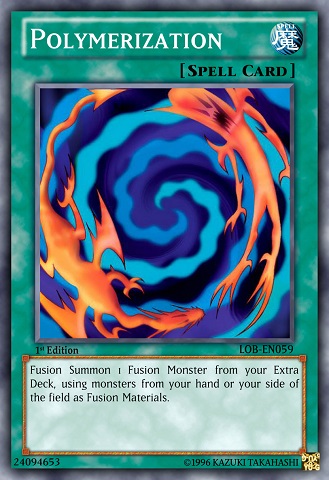 POLYMERIZATION
SPELL
魔
[SPELL CARD]
1st Edition
LOB-EN059
Fusion Summon 1 Fusion Monster from your Extra
Deck, using monsters from your hand or your side of
the field as Fusion Materials.
24094653
©1996 KAZUKI TAKAHASHI